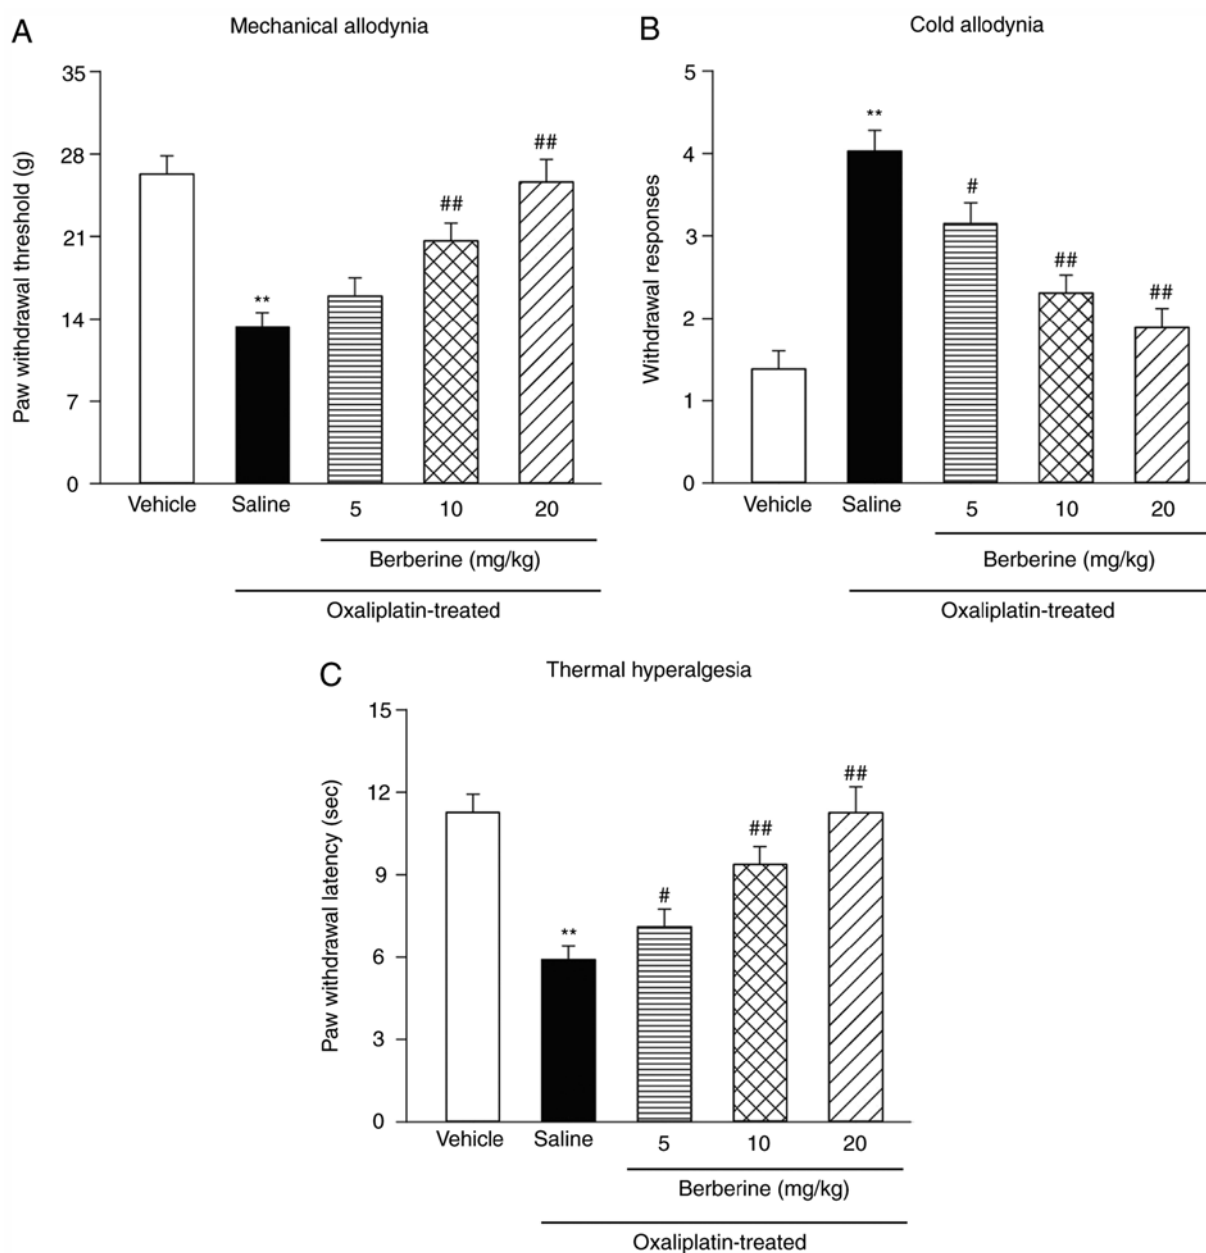 A
Mechanical allodynia
Paw withdrawal threshold (g)
35
28
21
14
7
0
**
##
##
Vehicle
Saline
5
10
20
Berberine (mg/kg)
Oxaliplatin-treated
B
Cold allodynia
Withdrawal responses
5
4
3
2
1
0
**
#
##
##
Vehicle
Saline
5
10
20
Berberine (mg/kg)
Oxaliplatin-treated
C
Thermal hyperalgesia
Paw withdrawal latency (sec)
15
12
9
6
3
0
**
#
##
##
Vehicle
Saline
5
10
20
Berberine (mg/kg)
Oxaliplatin-treated